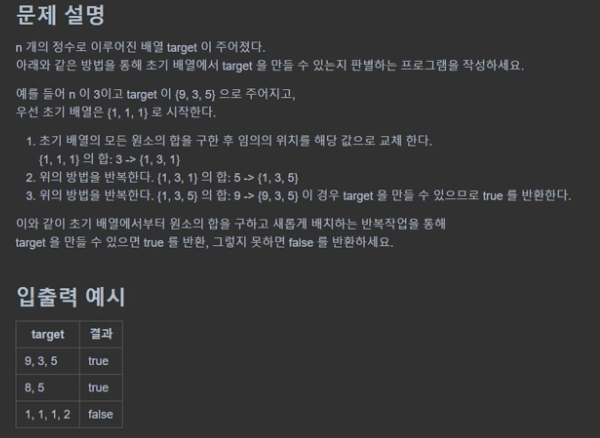 문제 설명
n 개의 정수로 이루어진 배열 target 이 주어졌다.
아래와 같은 방법을 통해 초기 배열에서 target 을 만들 수 있는지 판별하는 프로그램을 작성하세요.
예를 들어 n 이 3이고 target 이 {9, 3, 5} 으로 주어지고,
우선 초기 배열은 {1, 1, 1} 로 시작한다.
1. 초기 배열의 모든 원소의 합을 구한 후 임의의 위치를 해당 값으로 교체 한다.
{1, 1, 1} 의 합: 3 -> {1, 3, 1}
2. 위의 방법을 반복한다. {1, 3, 1} 의 합: 5 -> {1, 3, 5}
3. 위의 방법을 반복한다. {1, 3, 5} 의 합: 9 -> {9, 3, 5} 이 경우 target 을 만들 수 있으므로 true 를 반환한다.
이와 같이 초기 배열에서부터 원소의 합을 구하고 새롭게 배치하는 반복작업을 통해
target 을 만들 수 있으면 true 를 반환, 그렇지 못하면 false 를 반환하세요.
입출력 예시
target 결과
9, 3, 5 true
8, 5 true
1, 1, 1, 2 false